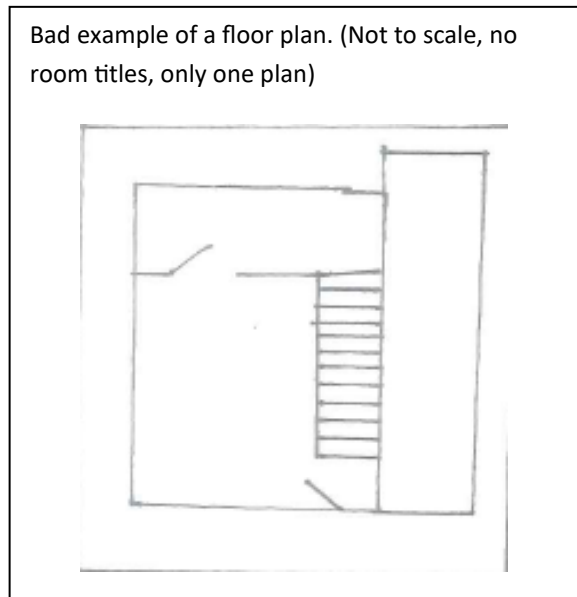 Bad example of a floor plan. (Not to scale, no
room titles, only one plan)